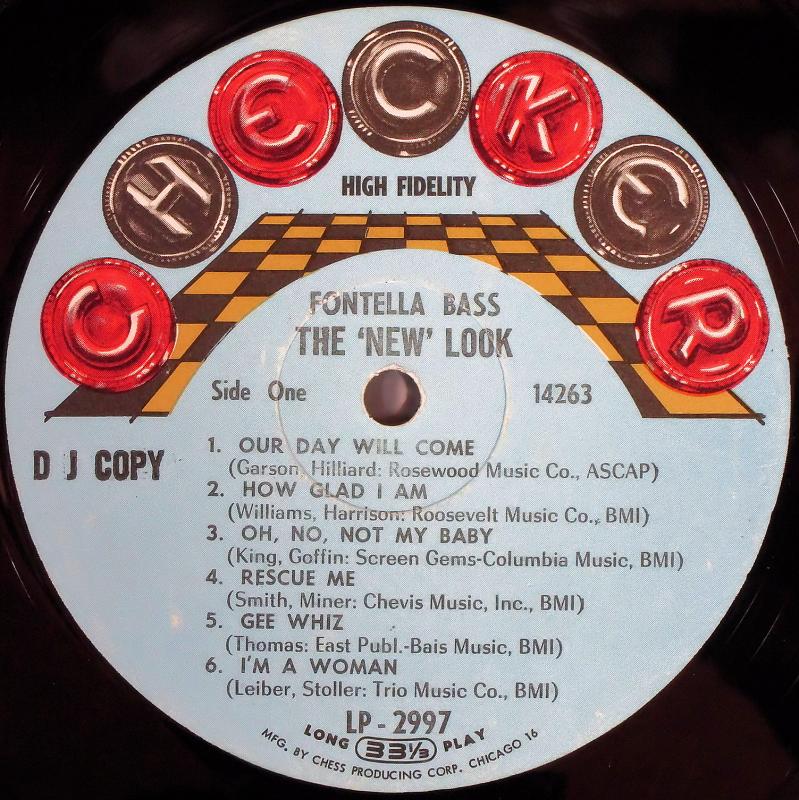 CHECKER
HIGH FIDELITY
FONTELLA BASS
THE 'NEW' LOOK
Side One 14263
D J COPY
1. OUR DAY WILL COME
(Garson, Hilliard: Rosewood Music Co., ASCAP)
2. HOW GLAD I AM
(Williams, Harrison: Roosevelt Music Co., BMI)
3. OH, NO, NOT MY BABY
(King, Goffin: Screen Gems-Columbia Music, BMI)
4. RESCUE ME
(Smith, Miner: Chevis Music, Inc., BMI)
5. GEE WHIZ
(Thomas: East Publ.-Bais Music, BMI)
6. I'M A WOMAN
(Leiber, Stoller: Trio Music Co., BMI)
LP - 2997
LONG 33⅓ PLAY
MFG. BY CHESS PRODUCING CORP. CHICAGO 16